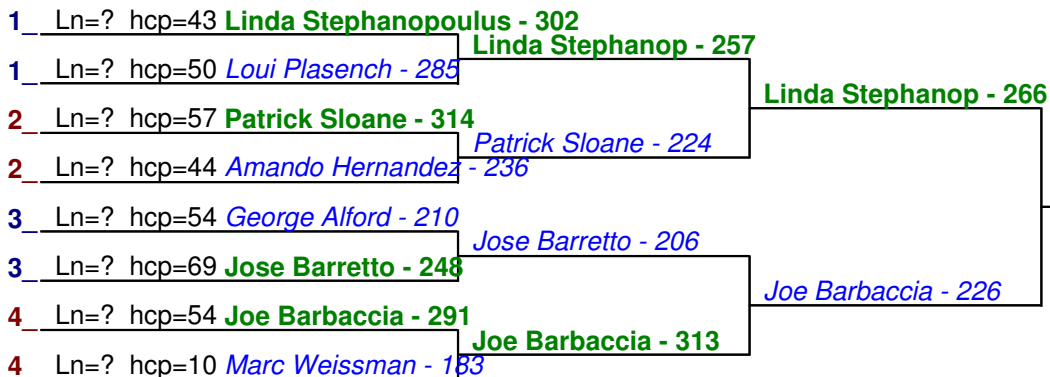 1_ Ln=? hcp=43 Linda Stephanopoulus - 302
Linda Stephanop - 257
1_ Ln=? hcp=50 Loui Plasench - 285
Linda Stephanop - 266
2_ Ln=? hcp=57 Patrick Sloane - 314
Patrick Sloane - 224
2_ Ln=? hcp=44 Amando Hernandez - 236
3_ Ln=? hcp=54 George Alford - 210
Jose Barretto - 206
3_ Ln=? hcp=69 Jose Barretto - 248
Joe Barbaccia - 226
4_ Ln=? hcp=54 Joe Barbaccia - 291
Joe Barbaccia - 313
4 Ln=? hcp=10 Marc Weissman - 183